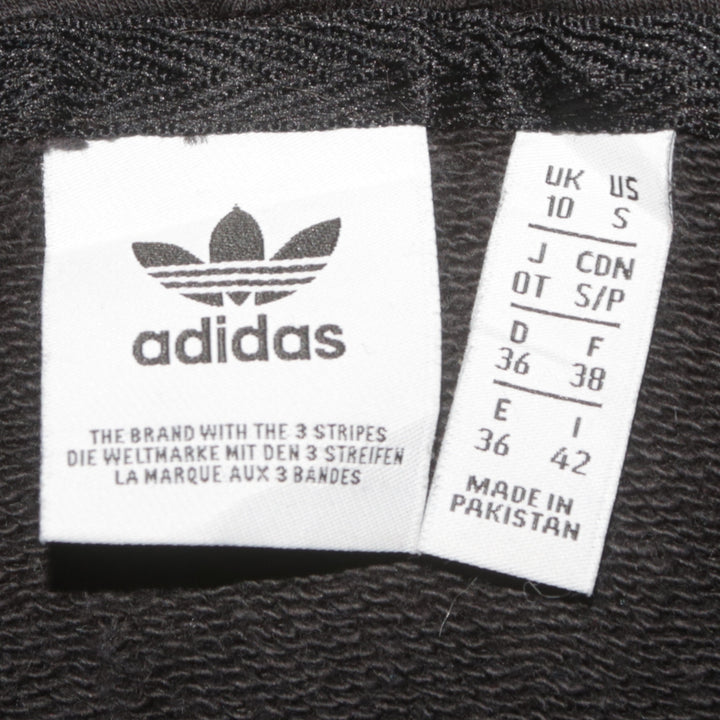 adidas
THE BRAND WITH THE 3 STRIPES
DIE WELTMARKE MIT DEN 3 STREIFEN
LA MARQUE AUX 3 BANDES
UK US
10 S
J CDN
OT S/P
D F
36 38
E I
36 42
MADE IN
PAKISTAN